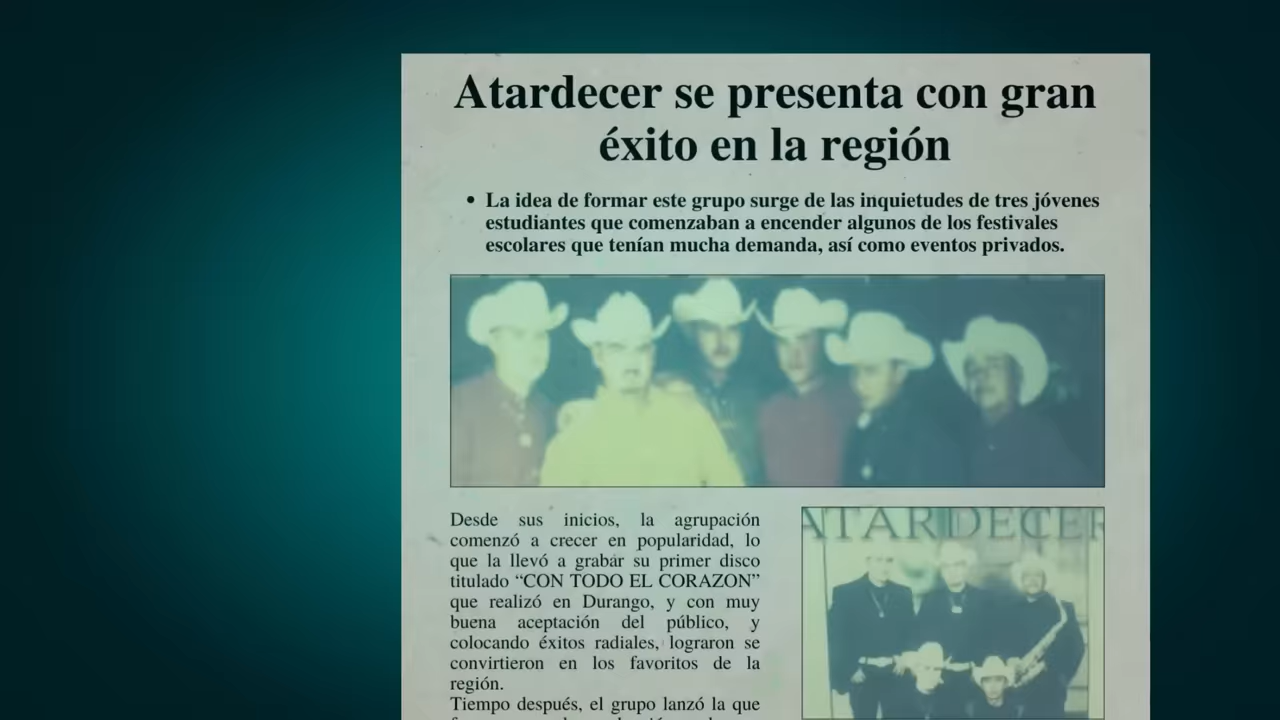 Atardecer se presenta con gran
éxito en la región
• La idea de formar este grupo surge de las inquietudes de tres jóvenes
estudiantes que comenzaban a encender algunos de los festivales
escolares que tenían mucha demanda, así como eventos privados.
Desde sus inicios, la agrupación
comenzó a crecer en popularidad, lo
que la llevó a grabar su primer disco
titulado “CON TODO EL CORAZON”
que realizó en Durango, y con muy
buena aceptación del público, y
colocando éxitos radiales, lograron se
convirtieron en los favoritos de la
región.
Tiempo después, el grupo lanzó la que
ATARDECER